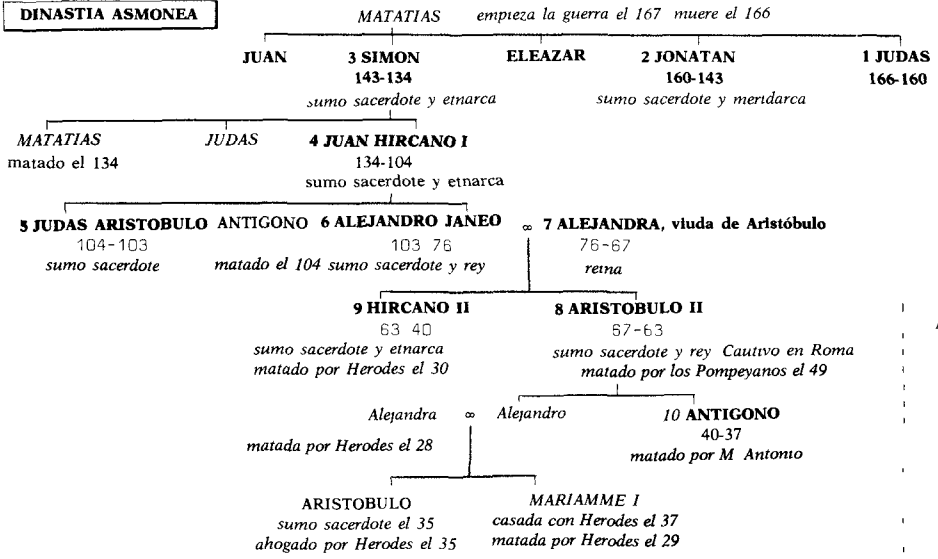 DINASTIA ASMONEA
MATATIAS empieza la guerra el 167 muere el 166
JUAN 3 SIMON ELEAZAR 2 JONATAN 1 JUDAS
143-134 160-143 166-160
sumo sacerdote y etnarca sumo sacerdote y meridarca
MATATIAS JUDAS 4 JUAN HIRCANO I
matado el 134 134-104
sumo sacerdote y etnarca
5 JUDAS ARISTOBULO ANTIGONO 6 ALEJANDRO JANEO ∞ 7 ALEJANDRA, viuda de Aristóbulo
104-103 103 76 76-67
sumo sacerdote matado el 104 sumo sacerdote y rey reina
9 HIRCANO II 8 ARISTOBULO II
63 40 67-63
sumo sacerdote y etnarca sumo sacerdote y rey Cautivo en Roma
matado por Herodes el 30 matado por los Pompeyanos el 49
Alejandra ∞ Alejandro 10 ANTIGONO
matada por Herodes el 28 40-37
matado por M Antonio
ARISTOBULO MARIAMME I
sumo sacerdote el 35 casada con Herodes el 37
ahogado por Herodes el 35 matada por Herodes el 29